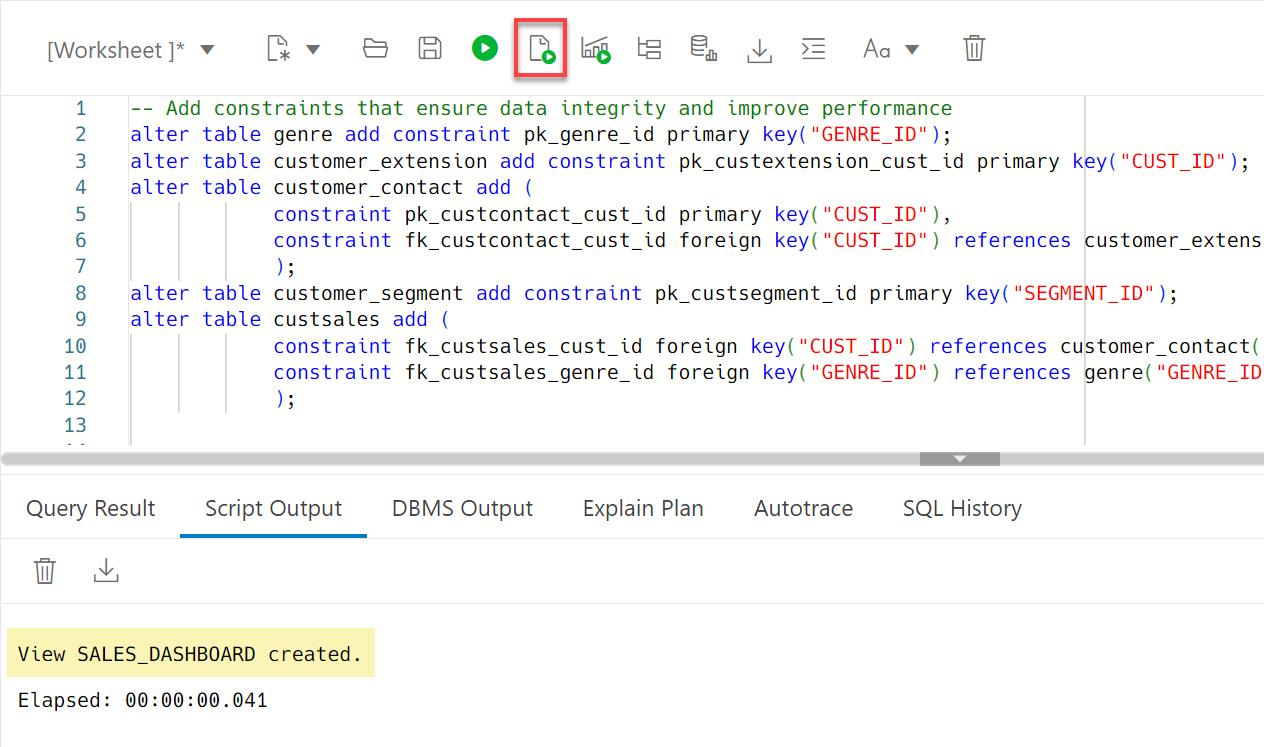 [Worksheet ]*
Aa
1 -- Add constraints that ensure data integrity and improve performance
2 alter table genre add constraint pk_genre_id primary key("GENRE_ID");
3 alter table customer_extension add constraint pk_custextension_cust_id primary key("CUST_ID");
4 alter table customer_contact add (
5 constraint pk_custcontact_cust_id primary key("CUST_ID"),
6 constraint fk_custcontact_cust_id foreign key("CUST_ID") references customer_extens
7 );
8 alter table customer_segment add constraint pk_custsegment_id primary key("SEGMENT_ID");
9 alter table custsales add (
10 constraint fk_custsales_cust_id foreign key("CUST_ID") references customer_contact(
11 constraint fk_custsales_genre_id foreign key("GENRE_ID") references genre("GENRE_ID
12 );
13
Query Result Script Output DBMS Output Explain Plan Autotrace SQL History
View SALES_DASHBOARD created.
Elapsed: 00:00:00.041